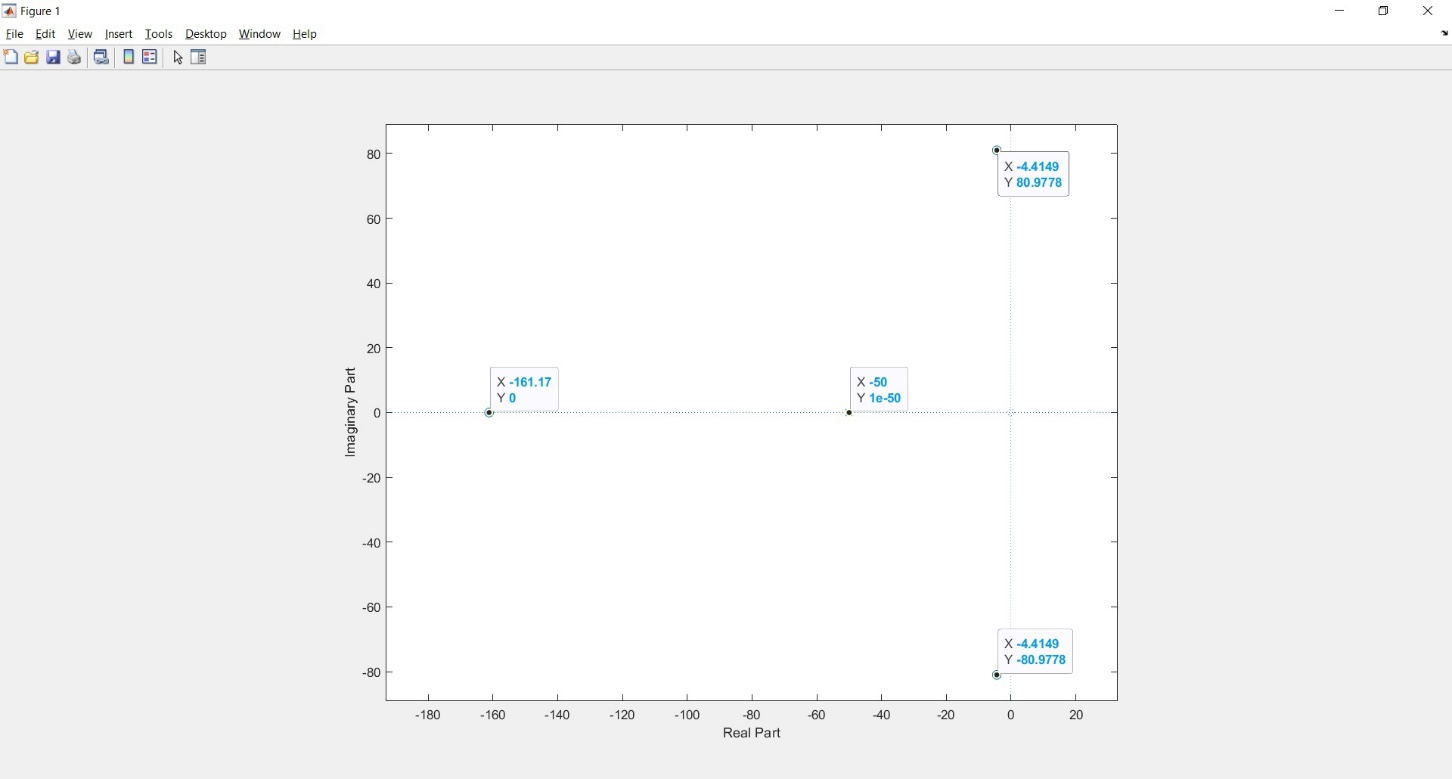 Figure 1
File Edit View Insert Tools Desktop Window Help
80
60
40
20
0
-20
-40
-60
-80
Imaginary Part
X -4.4149
Y 80.9778
X -161.17
Y 0
X -50
Y 1e-50
X -4.4149
Y -80.9778
-180 -160 -140 -120 -100 -80 -60 -40 -20 0 20
Real Part